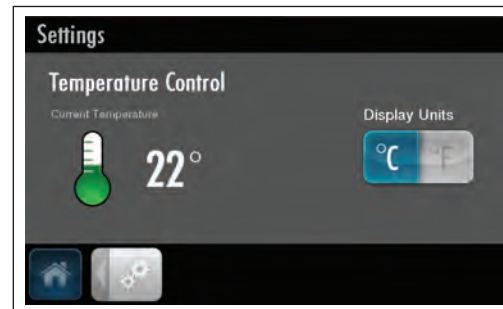 Settings
Temperature Control
Current Temperature
Display Units
22°
°C °F